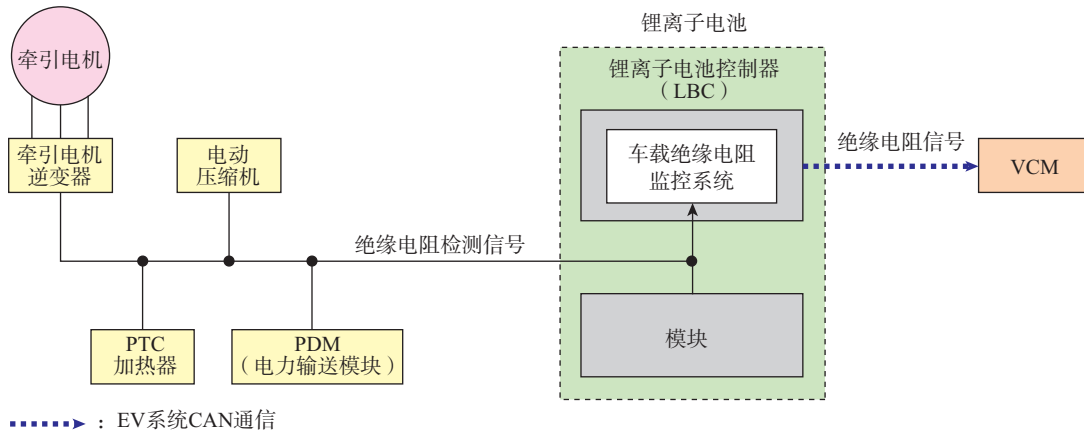 锂离子电池
牵引电机
锂离子电池控制器
（LBC）
牵引电机
逆变器
电动
压缩机
车载绝缘电阻
监控系统
绝缘电阻信号
VCM
绝缘电阻检测信号
PTC
加热器
PDM
（电力输送模块）
模块
：EV系统CAN通信